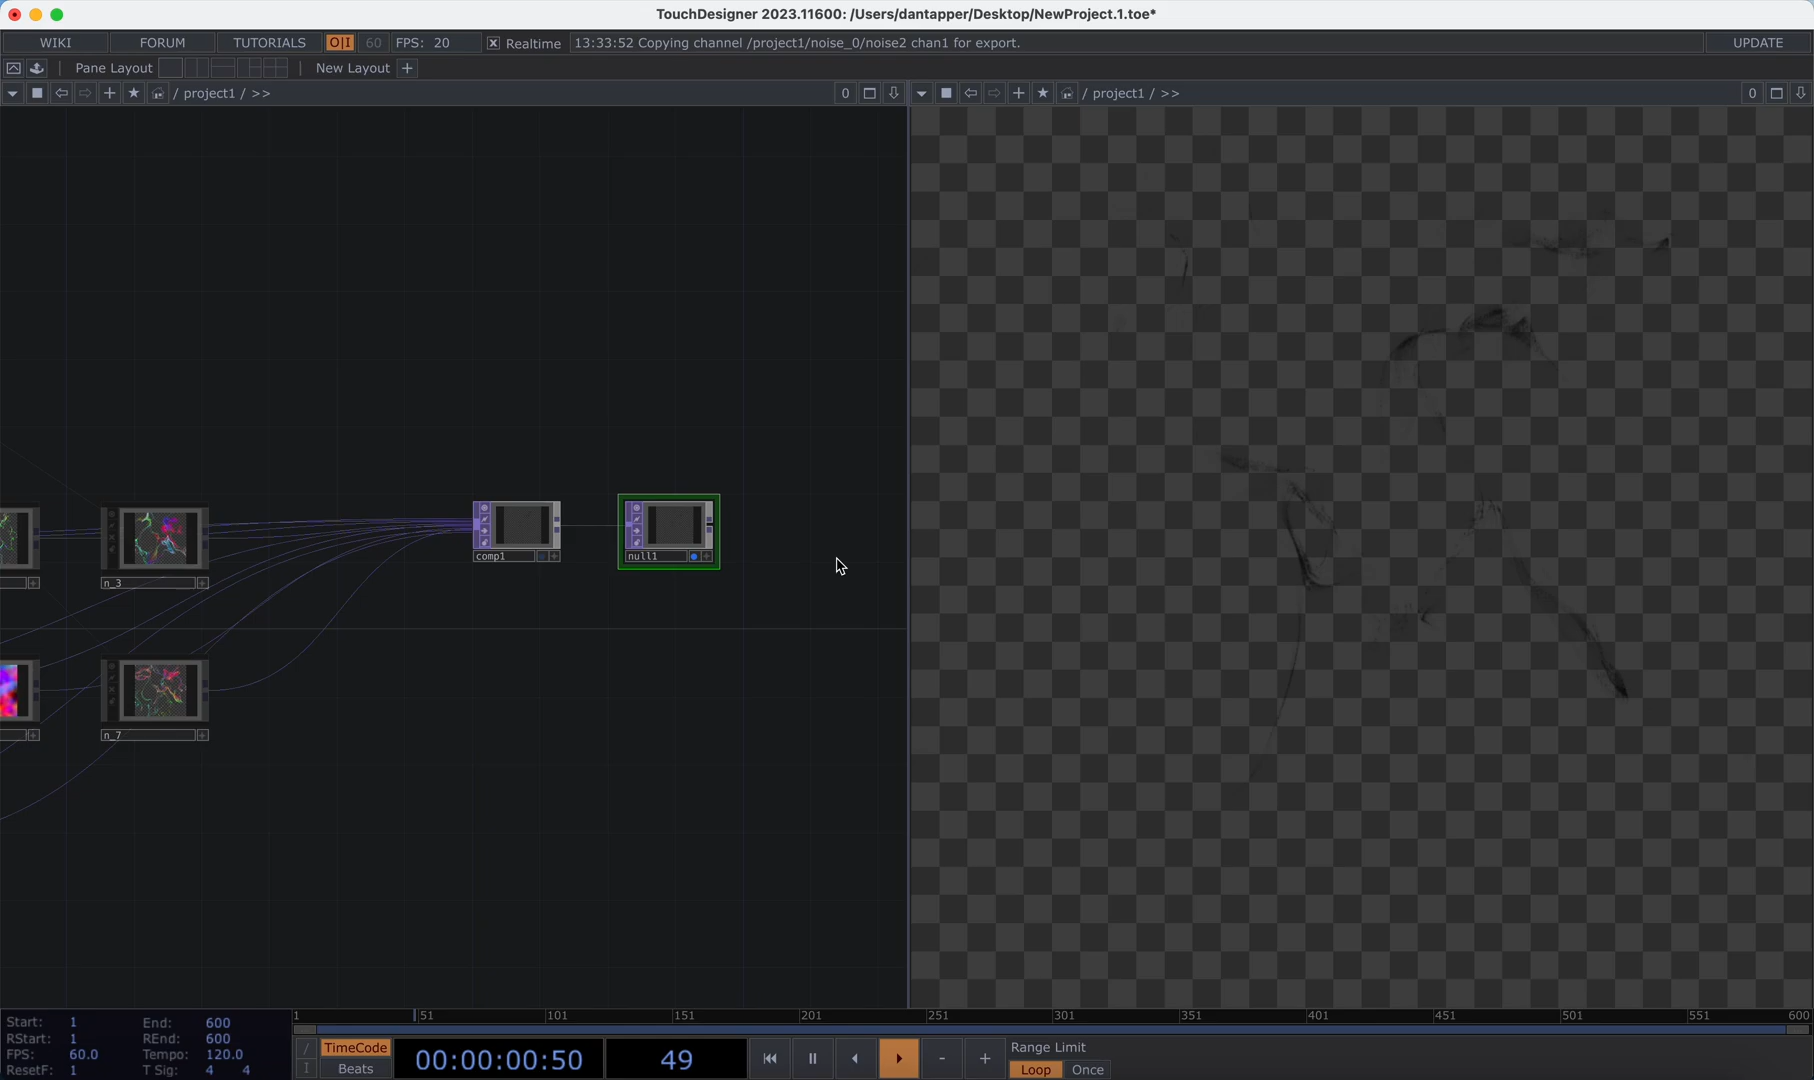 TouchDesigner 2023.11600: /Users/dantapper/Desktop/NewProject.1.toe*
WIKI FORUM TUTORIALS O|I 60 FPS: 20 Realtime 13:33:52 Copying channel /project1/noise_0/noise2 chan1 for export. UPDATE
Pane Layout New Layout +
/ project1 / >> 0 / project1 / >> 0
comp1 null1
n_3
n_7
1 51 101 151 201 251 301 351 401 451 501 551 600
Start: 1 End: 600
RStart: 1 REnd: 600
FPS: 60.0 Tempo: 120.0
ResetF: 1 T Sig: 4 4
TimeCode
Beats
00:00:00:50 49
- +
Range Limit
Loop Once